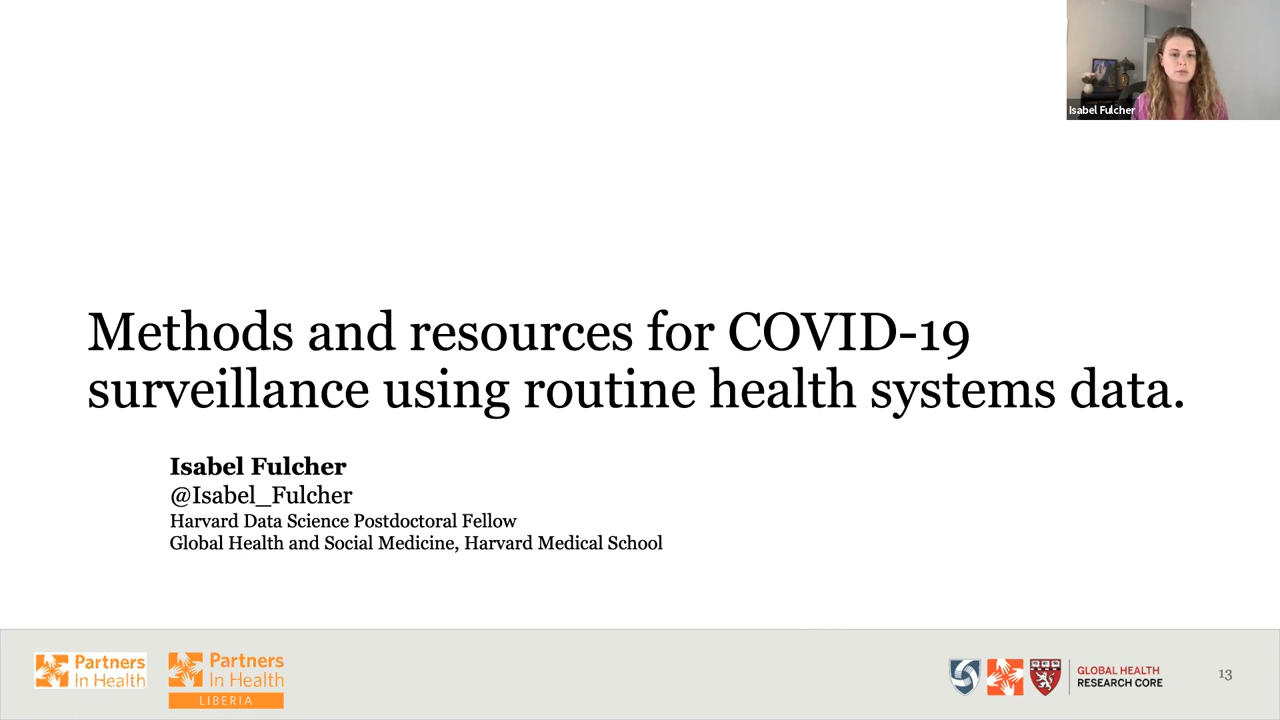 Isabel Fulcher
Methods and resources for COVID-19
surveillance using routine health systems data.
Isabel Fulcher
@Isabel_Fulcher
Harvard Data Science Postdoctoral Fellow
Global Health and Social Medicine, Harvard Medical School
Partners
In Health
Partners
In Health
LIBERIA
GLOBAL HEALTH
RESEARCH CORE
13